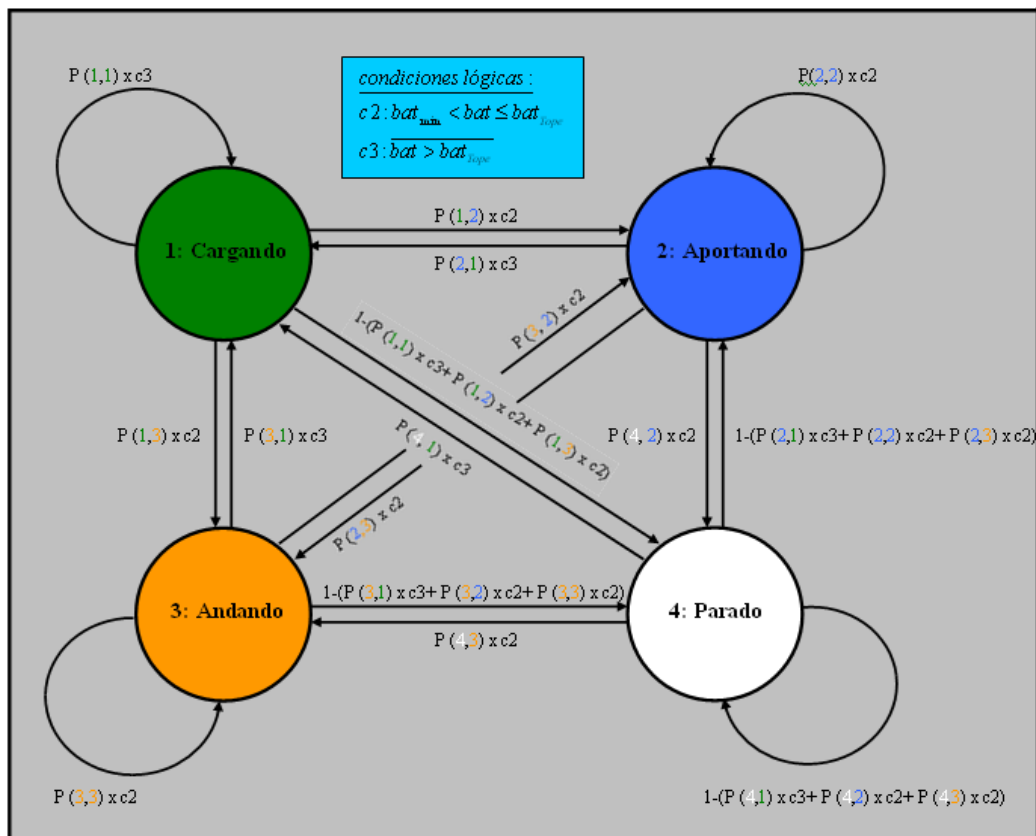 P (1,1) x c3
condiciones lógicas :
c2: bat_min < bat ≤ bat_Tope
c3: bat > bat_Tope
P(2,2) x c2
1: Cargando
P (1,2) x c2
P (2,1) x c3
2: Aportando
P(3,2) x c2
1-(P (1,1) x c3+ P (1,2) x c2+ P (1,3) x c2)
P (1,3) x c2
P (3,1) x c3
P(4, 1) x c3
P (4, 2) x c2
1-(P (2,1) x c3+ P (2,2) x c2+ P (2,3) x c2)
P(2,3) x c2
3: Andando
1-(P (3,1) x c3+ P (3,2) x c2+ P (3,3) x c2)
P (4,3) x c2
4: Parado
P (3,3) x c2
1-(P (4,1) x c3+ P (4,2) x c2+ P (4,3) x c2)